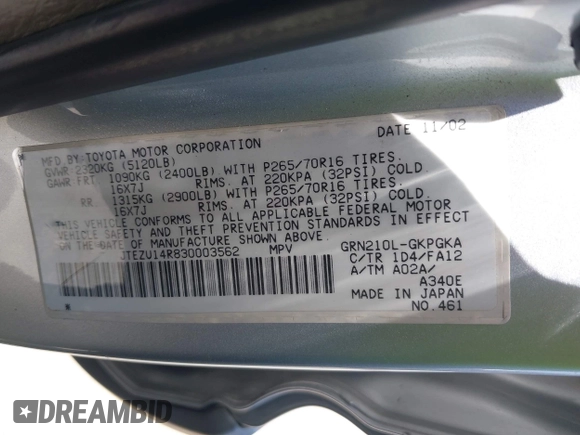 MFD.BY TOYOTA MOTOR CORPORATION DATE 11/02
GVWR 2320KG (5120LB)
GAWR FRT. 1090KG (2400LB) WITH P265/70R16 TIRES.
16X7J RIMS. AT 220KPA (32PSI) COLD
RR 1315KG (2900LB) WITH P265/70R16 TIRES.
16X7J RIMS. AT 220KPA (32PSI) COLD.
THIS VEHICLE CONFORMS TO ALL APPLICABLE FEDERAL MOTOR
VEHICLE SAFETY AND THEFT PREVENTION STANDARDS IN EFFECT
ON THE DATE OF MANUFACTURE SHOWN ABOVE.
JTEZU14R830003562 MPV GRN210L-GKPGKA
C/TR 1D4/FA12
A/TM A02A/
A340E
MADE IN JAPAN
NO.461
DREAMBID